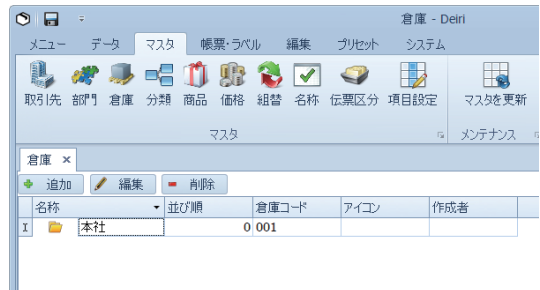 倉庫 - Deiri
メニュー データ マスタ 帳票・ラベル 編集 プリセット システム
取引先 部門 倉庫 分類 商品 価格 組替 名称 伝票区分 項目設定 マスタを更新
マスタ メンテナンス
倉庫 ×
追加 編集 削除
名称 並び順 倉庫コード アイコン 作成者
本社 0 001